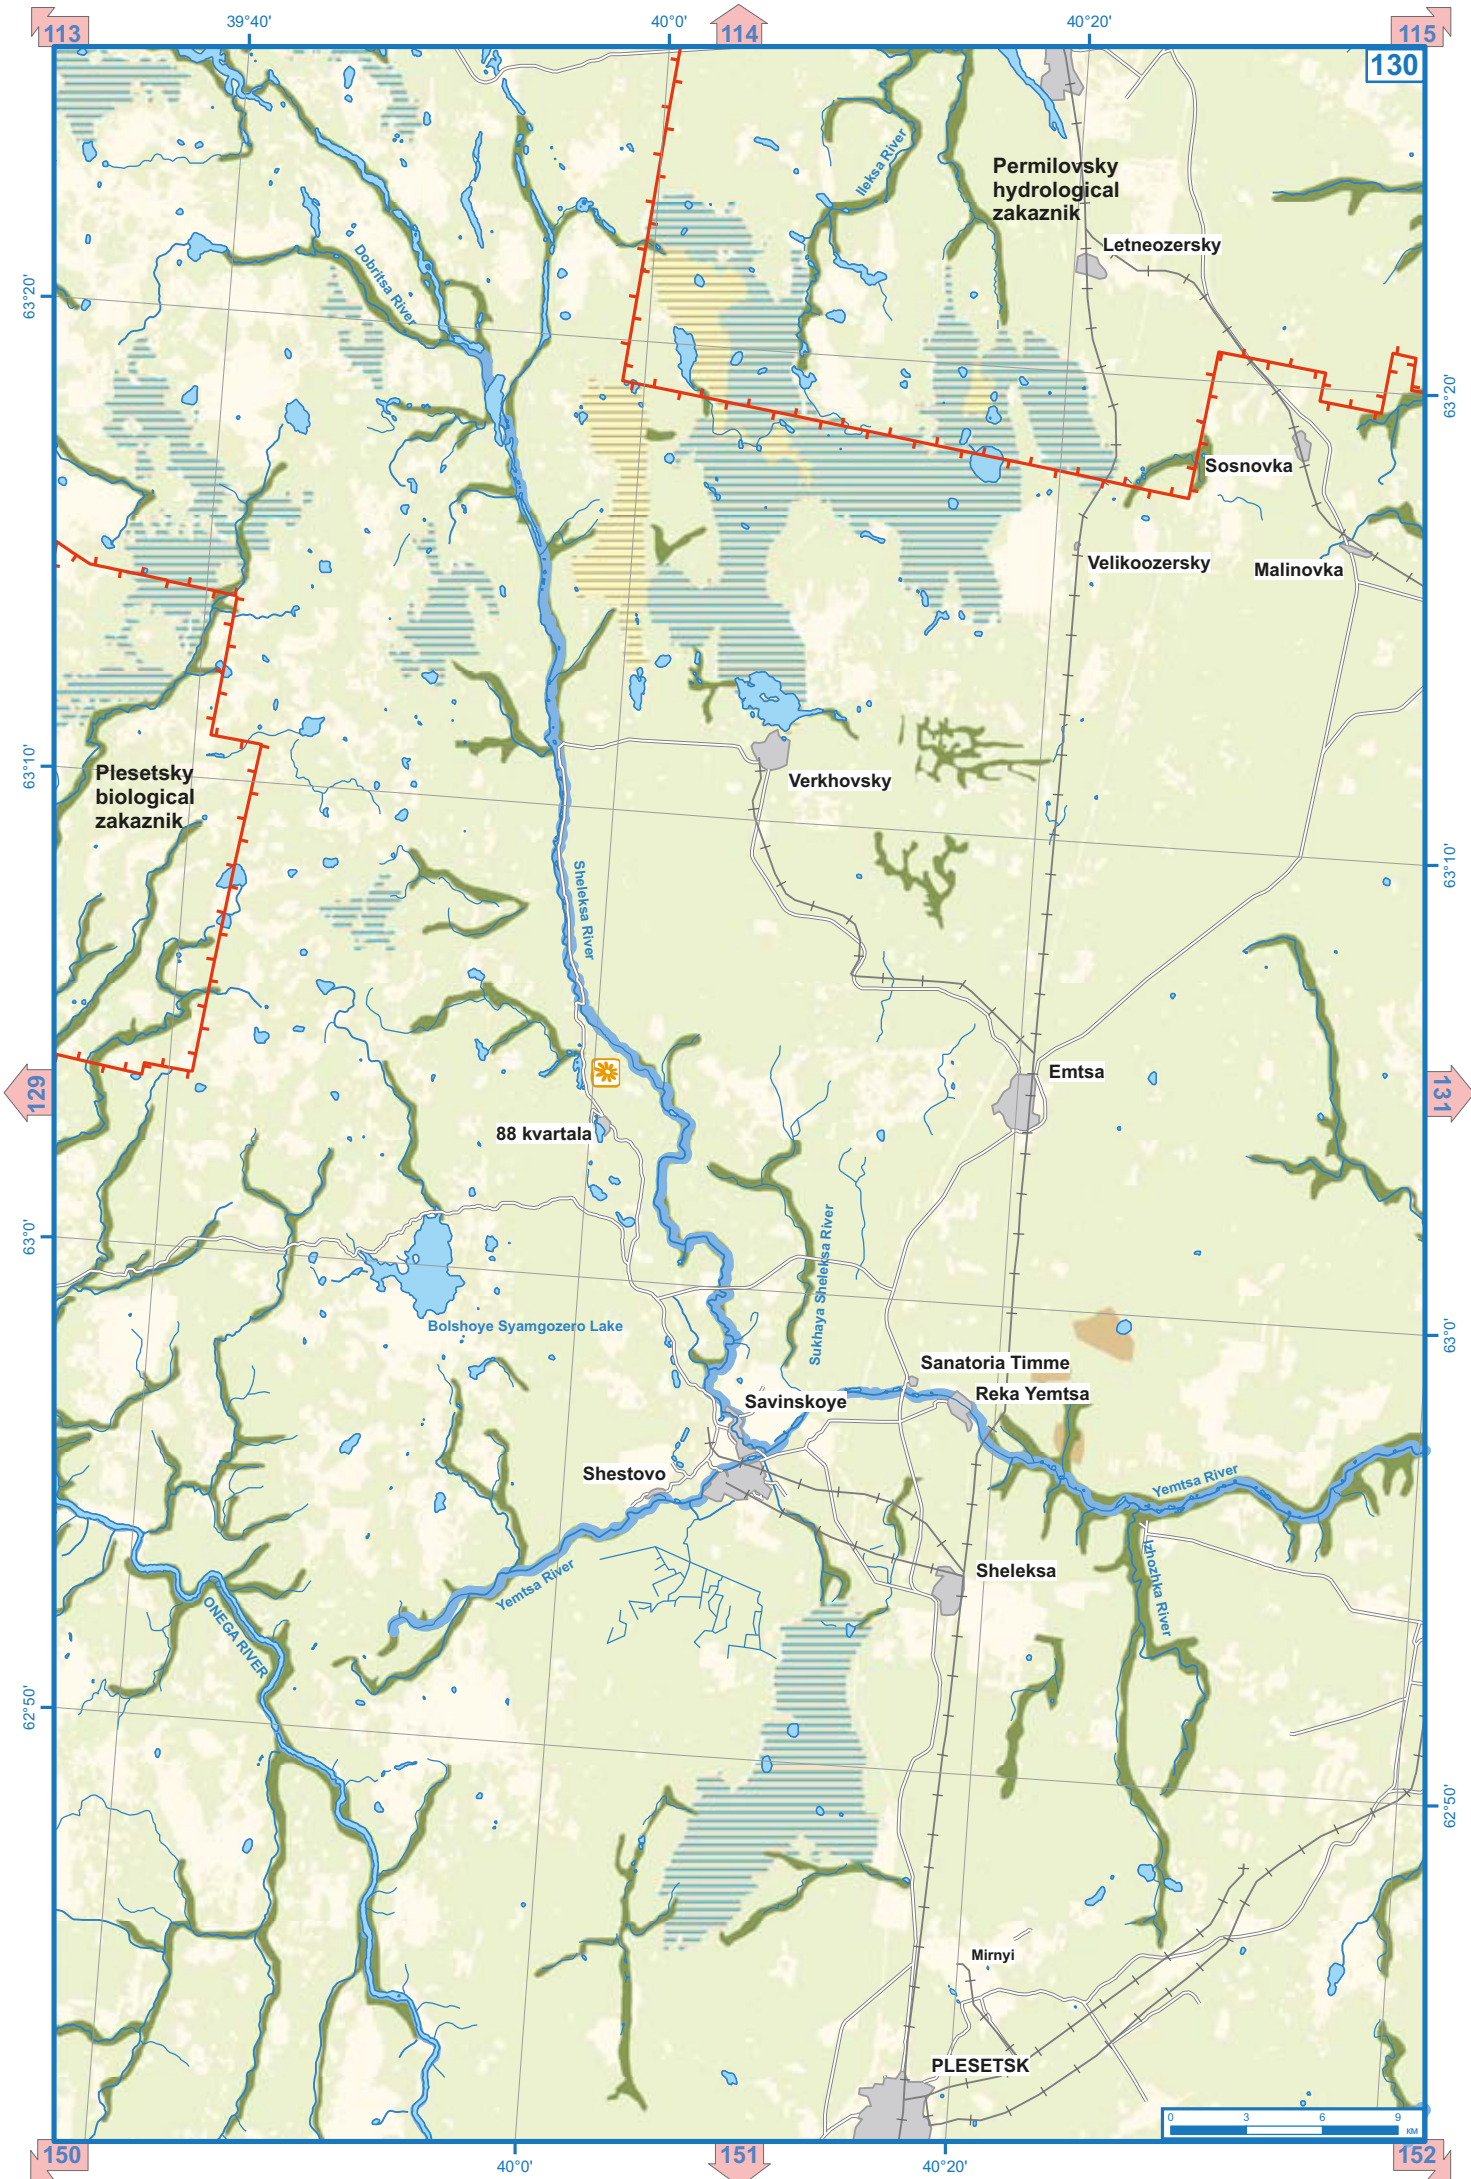 113
39°40'
40°0'
114
40°20'
115
130
Ileksa River
Permilovsky
hydrological
zakaznik
Letneozersky
Dobritsa River
63°20'
63°20'
Sosnovka
Velikoozersky
Malinovka
63°10'
Plesetsky
biological
zakaznik
Verkhovsky
63°10'
Sheleksa River
129
Emtsa
131
88 kvartala
63°0'
Sukhaya Sheleksa River
Bolshoye Syamgozero Lake
63°0'
Sanatoria Timme
Reka Yemtsa
Savinskoye
Shestovo
Yemtsa River
Izhozhka River
Sheleksa
Yemtsa River
ONEGA RIVER
62°50'
62°50'
Mirnyi
PLESETSK
0 3 6 9
км
150
40°0'
151
40°20'
152